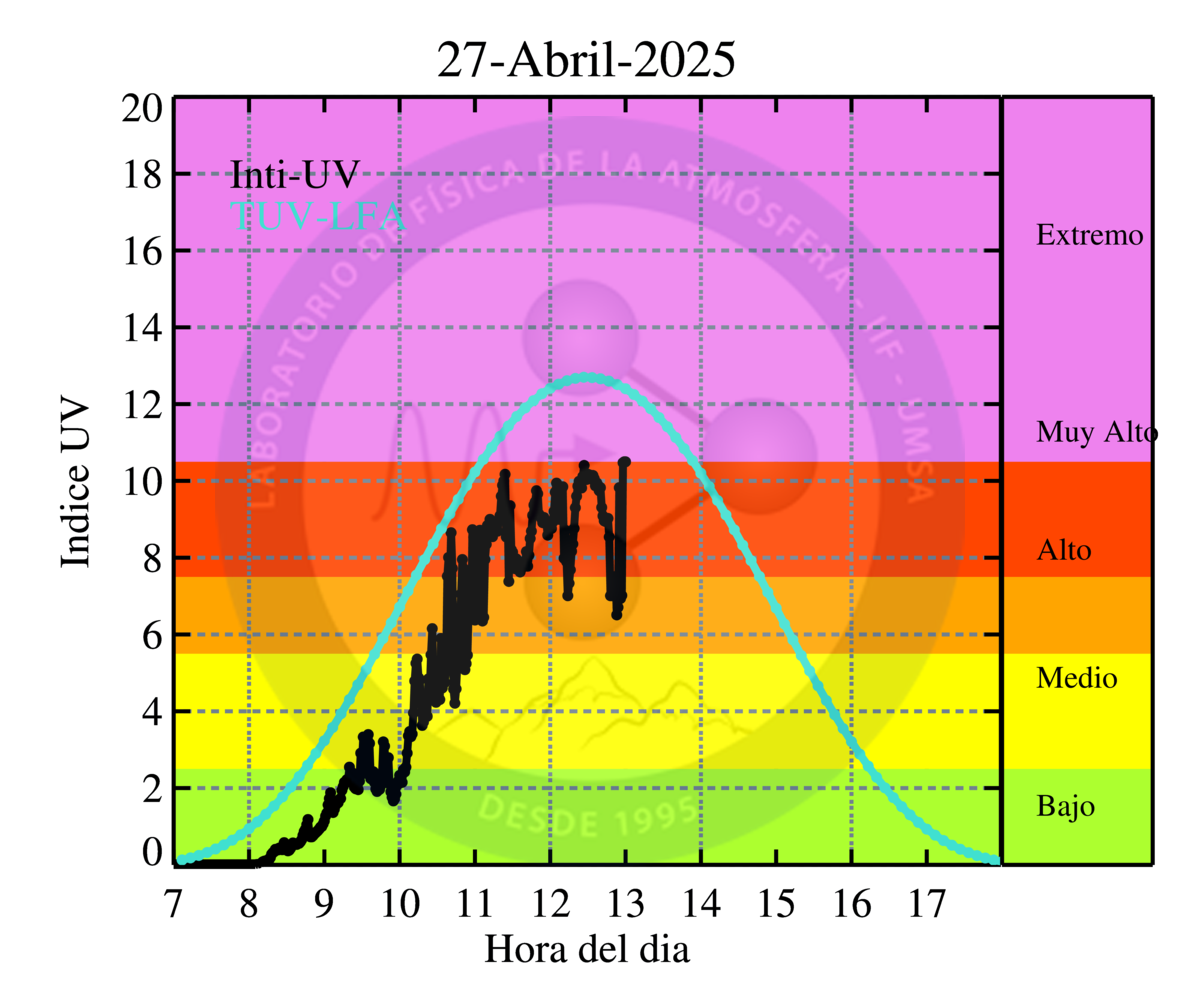 27-Abril-2025
20
18
16
14
12
10
8
6
4
2
0
Indice UV
Inti-UV
TUV-LFA
LABORATORIO DE FÍSICA DE LA ATMÓSFERA - IIF - UMSA
DESDE 1995
Extremo
Muy Alto
Alto
Medio
Bajo
7 8 9 10 11 12 13 14 15 16 17
Hora del dia